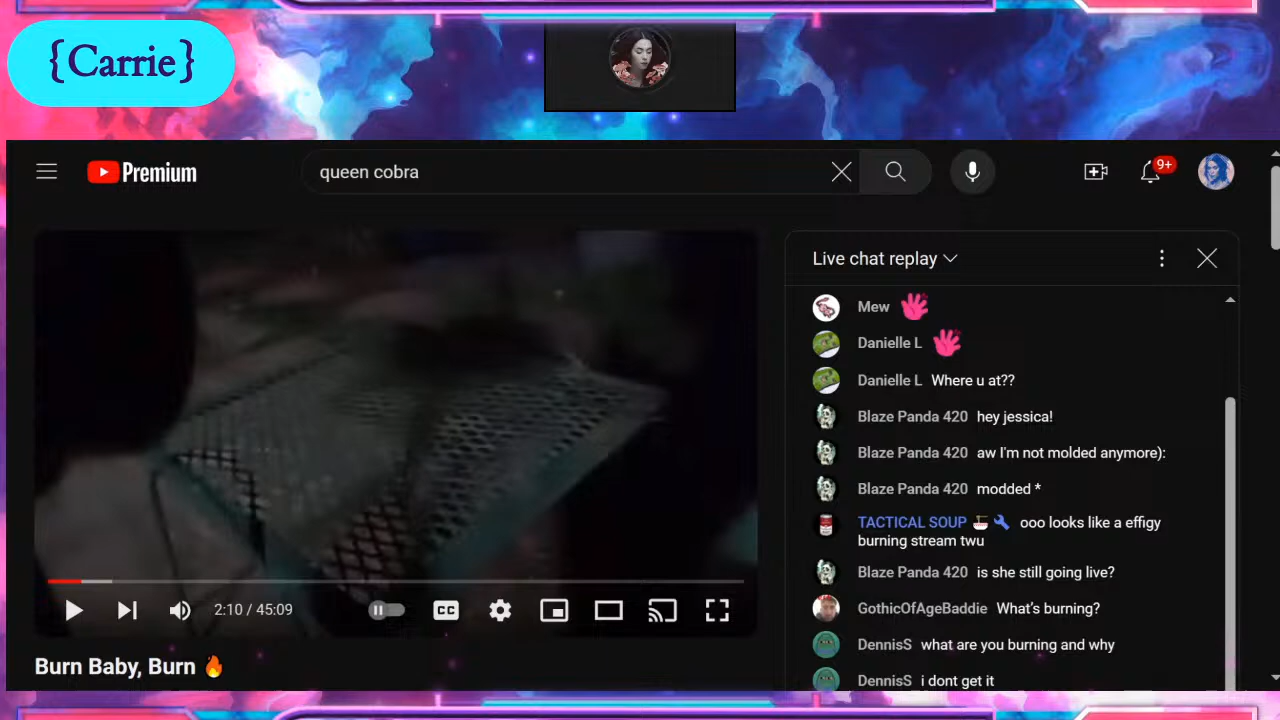 {Carrie}
Premium
queen cobra
9+
Live chat replay
Mew
Danielle L
Danielle L Where u at??
Blaze Panda 420 hey jessica!
Blaze Panda 420 aw I'm not molded anymore):
Blaze Panda 420 modded *
TACTICAL SOUP ooo looks like a effigy
burning stream twu
Blaze Panda 420 is she still going live?
GothicOfAgeBaddie What's burning?
DennisS what are you burning and why
DennisS i dont get it
CC
2:10 / 45:09
Burn Baby, Burn 🔥